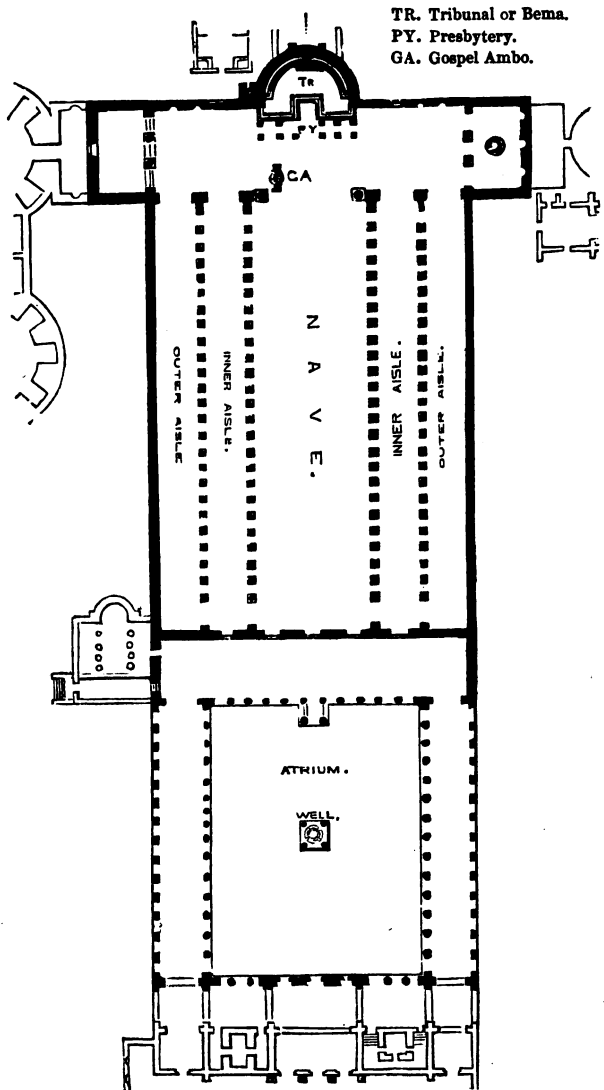 TR. Tribunal or Bema.
PY. Presbytery.
GA. Gospel Ambo.
TR
PY
GA
OUTER AISLE
INNER AISLE.
NAVE.
INNER AISLE.
OUTER AISLE.
ATRIUM.
WELL.